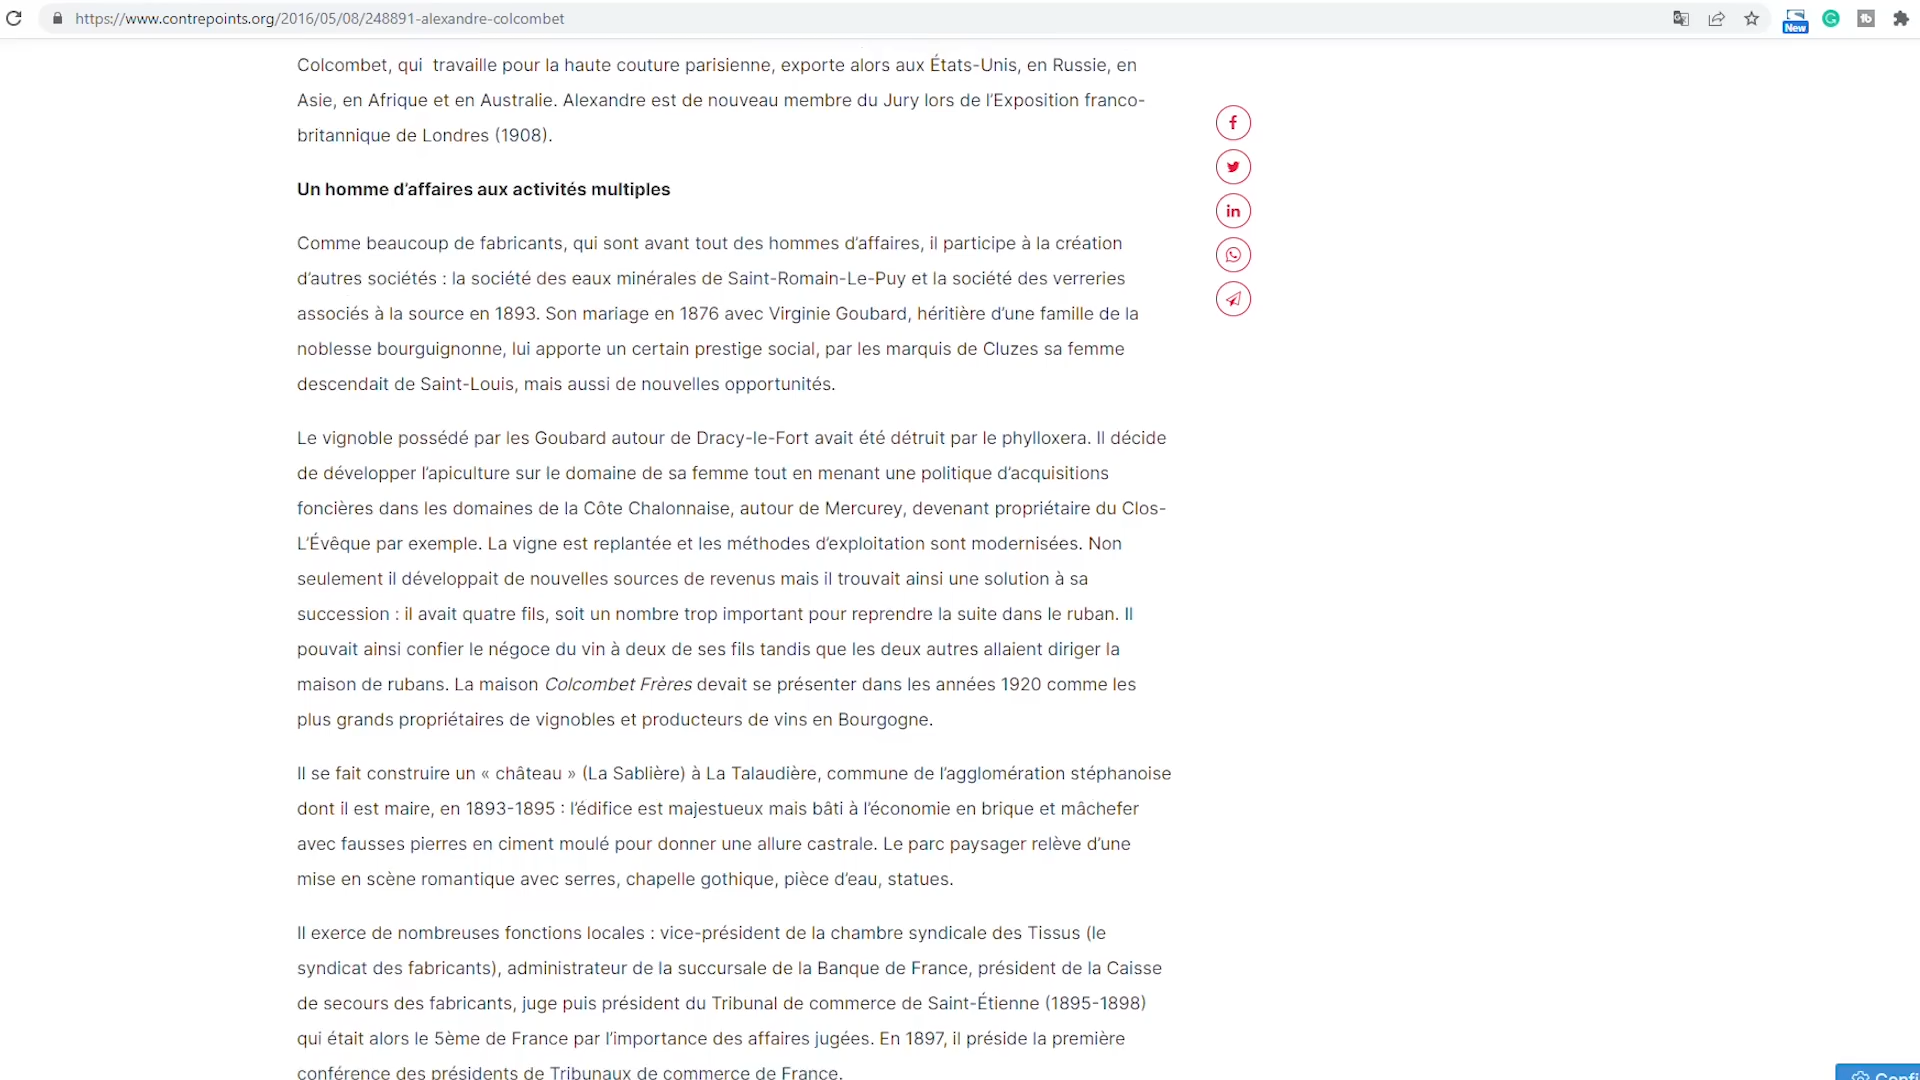 https://www.contrepoints.org/2016/05/08/248891-alexandre-colcombet
New
Colcombet, qui travaille pour la haute couture parisienne, exporte alors aux États-Unis, en Russie, en
Asie, en Afrique et en Australie. Alexandre est de nouveau membre du Jury lors de l’Exposition franco-
britannique de Londres (1908).
Un homme d’affaires aux activités multiples
Comme beaucoup de fabricants, qui sont avant tout des hommes d’affaires, il participe à la création
d’autres sociétés : la société des eaux minérales de Saint-Romain-Le-Puy et la société des verreries
associés à la source en 1893. Son mariage en 1876 avec Virginie Goubard, héritière d’une famille de la
noblesse bourguignonne, lui apporte un certain prestige social, par les marquis de Cluzes sa femme
descendait de Saint-Louis, mais aussi de nouvelles opportunités.
Le vignoble possédé par les Goubard autour de Dracy-le-Fort avait été détruit par le phylloxera. Il décide
de développer l’apiculture sur le domaine de sa femme tout en menant une politique d’acquisitions
foncières dans les domaines de la Côte Chalonnaise, autour de Mercurey, devenant propriétaire du Clos-
L’Évêque par exemple. La vigne est replantée et les méthodes d’exploitation sont modernisées. Non
seulement il développait de nouvelles sources de revenus mais il trouvait ainsi une solution à sa
succession : il avait quatre fils, soit un nombre trop important pour reprendre la suite dans le ruban. Il
pouvait ainsi confier le négoce du vin à deux de ses fils tandis que les deux autres allaient diriger la
maison de rubans. La maison Colcombet Frères devait se présenter dans les années 1920 comme les
plus grands propriétaires de vignobles et producteurs de vins en Bourgogne.
Il se fait construire un « château » (La Sablière) à La Talaudière, commune de l’agglomération stéphanoise
dont il est maire, en 1893-1895 : l’édifice est majestueux mais bâti à l’économie en brique et mâchefer
avec fausses pierres en ciment moulé pour donner une allure castrale. Le parc paysager relève d’une
mise en scène romantique avec serres, chapelle gothique, pièce d’eau, statues.
Il exerce de nombreuses fonctions locales : vice-président de la chambre syndicale des Tissus (le
syndicat des fabricants), administrateur de la succursale de la Banque de France, président de la Caisse
de secours des fabricants, juge puis président du Tribunal de commerce de Saint-Étienne (1895-1898)
qui était alors le 5ème de France par l’importance des affaires jugées. En 1897, il préside la première
conférence des présidents de Tribunaux de commerce de France.
Confi